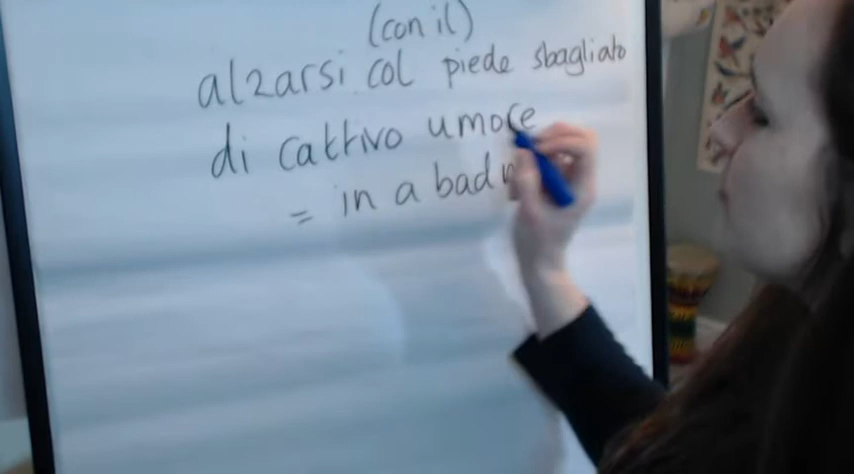 (con il)
alzarsi col piede sbagliato
di cattivo umore
= in a bad